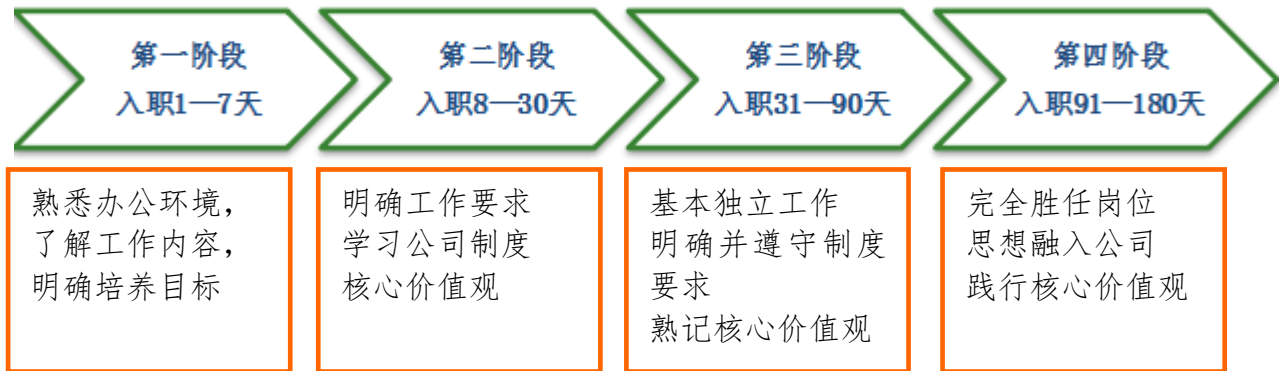 第一阶段
入职1—7天
第二阶段
入职8—30天
第三阶段
入职31—90天
第四阶段
入职91—180天
熟悉办公环境，
了解工作内容，
明确培养目标
明确工作要求
学习公司制度
核心价值观
基本独立工作
明确并遵守制度
要求
熟记核心价值观
完全胜任岗位
思想融入公司
践行核心价值观